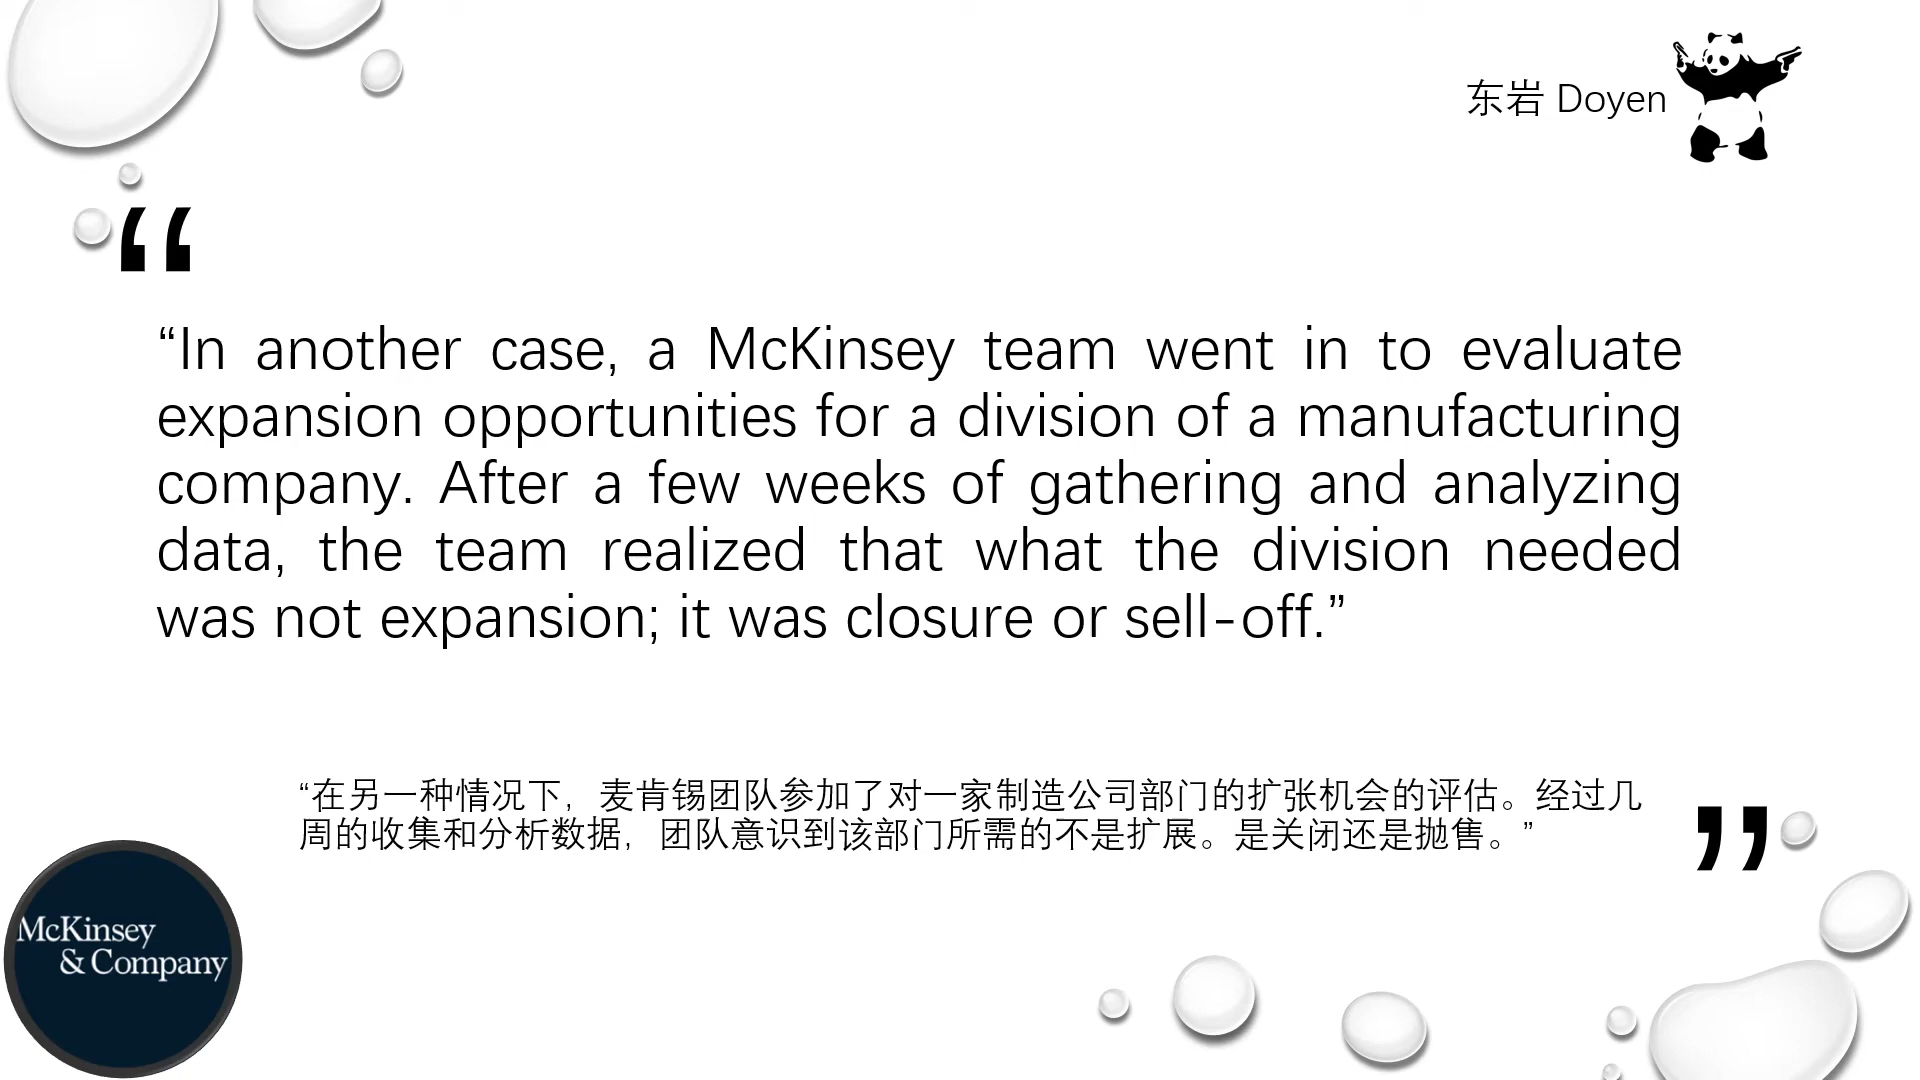 东岩 Doyen
“
“In another case, a McKinsey team went in to evaluate
expansion opportunities for a division of a manufacturing
company. After a few weeks of gathering and analyzing
data, the team realized that what the division needed
was not expansion; it was closure or sell-off.”
“在另一种情况下，麦肯锡团队参加了对一家制造公司部门的扩张机会的评估。经过几
周的收集和分析数据，团队意识到该部门所需的不是扩展。是关闭还是抛售。”
”
McKinsey
& Company